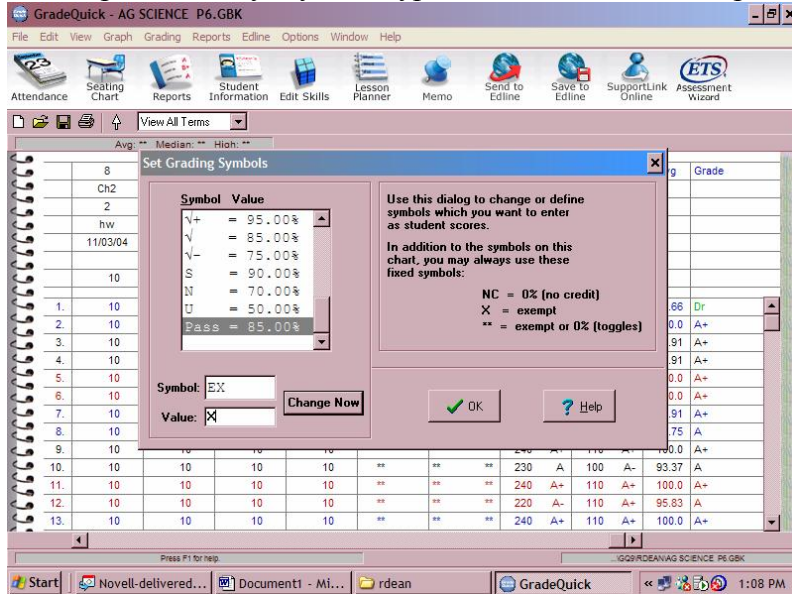 GradeQuick - AG SCIENCE P6.GBK
File Edit View Graph Grading Reports Edline Options Window Help
Attendance Seating Chart Reports Student Information Edit Skills Lesson Planner Memo Send to Edline Save to Edline SupportLink Online ETS Assessment Wizard
View All Terms
Avg: ** Median: ** High: **
Set Grading Symbols
8 Grade
Ch2
2
hw
11/03/04
10
Symbol Value
√+ = 95.00%
√ = 85.00%
√- = 75.00%
S = 90.00%
N = 70.00%
U = 50.00%
Pass = 85.00%
Symbol: EX
Value: X
Change Now
Use this dialog to change or define
symbols which you want to enter
as student scores.
In addition to the symbols on this
chart, you may always use these
fixed symbols:
NC = 0% (no credit)
X = exempt
** = exempt or 0% (toggles)
OK
Help
1. 10 .66 Dr
2. 10 0.0 A+
3. 10 .91 A+
4. 10 .91 A+
5. 10 0.0 A+
6. 10 0.0 A+
7. 10 .91 A+
8. 10 .75 A
9. 10 10 10 10 ** ** ** 240 A+ 110 A+ 100.0 A+
10. 10 10 10 10 ** ** ** 230 A 100 A- 93.37 A
11. 10 10 10 10 ** ** ** 240 A+ 110 A+ 100.0 A+
12. 10 10 10 10 ** ** ** 220 A- 110 A+ 95.83 A
13. 10 10 10 10 ** ** ** 240 A+ 110 A+ 100.0 A+
Press F1 for help.
...\GQ9\RDEAN\AG SCIENCE P6.GBK
Start Novell-delivered... Document1 - Mi... rdean GradeQuick « 1:08 PM